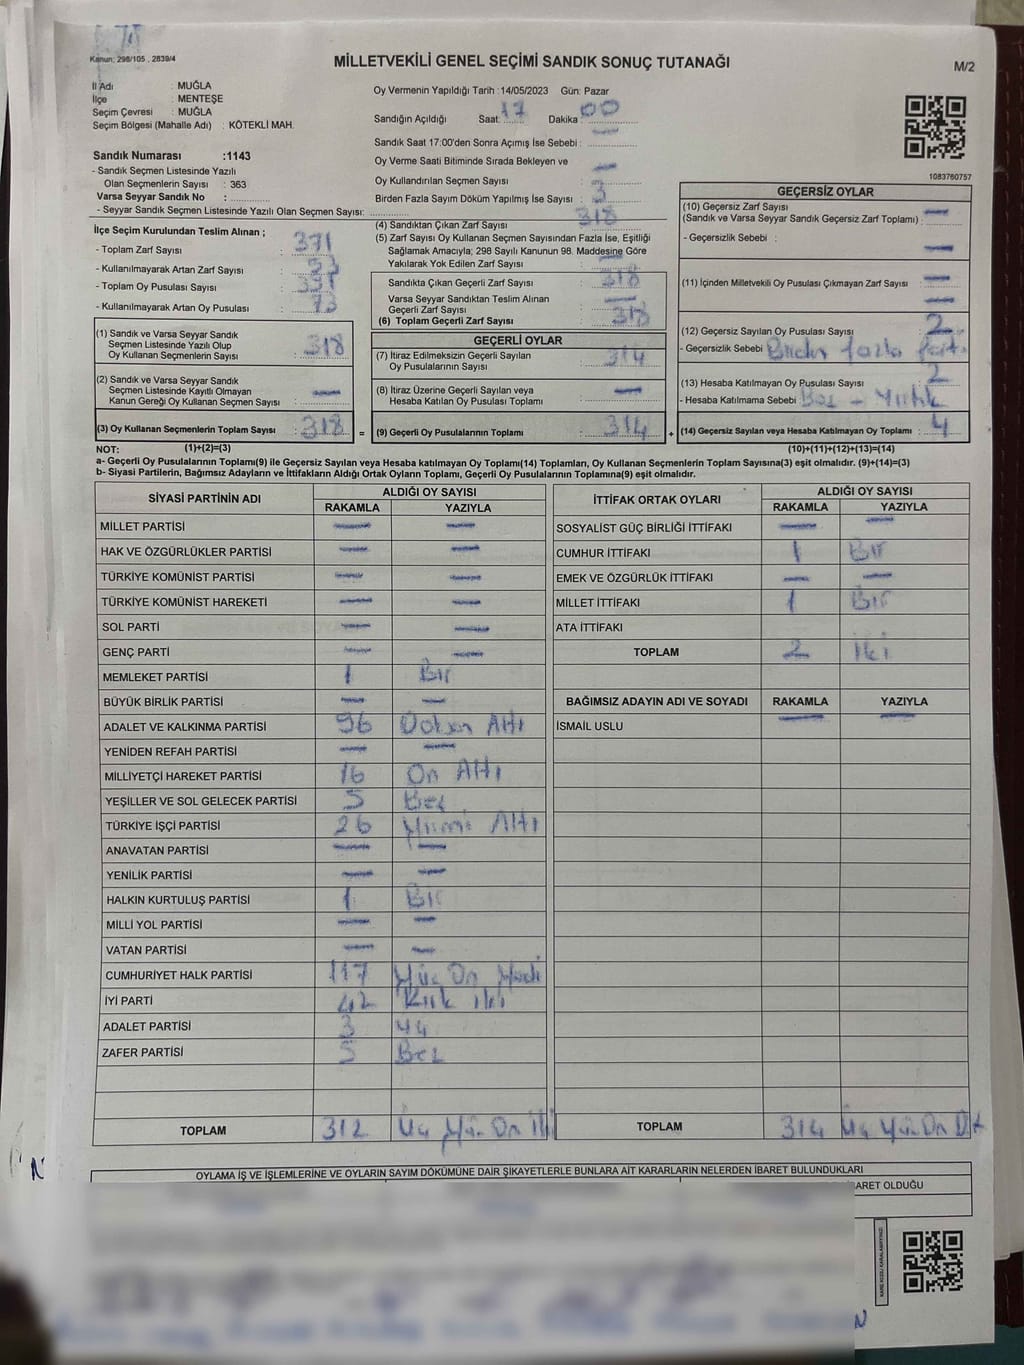 Kanun; 298/105 , 2839/4
MİLLETVEKİLİ GENEL SEÇİMİ SANDIK SONUÇ TUTANAĞI
M/2
İl Adı : MUĞLA
İlçe : MENTEŞE
Seçim Çevresi : MUĞLA
Seçim Bölgesi (Mahalle Adı) : KÖTEKLİ MAH.
Sandık Numarası :1143
- Sandık Seçmen Listesinde Yazılı
Olan Seçmenlerin Sayısı : 363
Varsa Seyyar Sandık No :
- Seyyar Sandık Seçmen Listesinde Yazılı Olan Seçmen Sayısı:
Oy Vermenin Yapıldığı Tarih :14/05/2023 Gün: Pazar
Sandığın Açıldığı Saat: 17 Dakika 00
Sandık Saat 17:00'den Sonra Açımış İse Sebebi : —
Oy Verme Saati Bitiminde Sırada Bekleyen ve
Oy Kullandırılan Seçmen Sayısı : —
Birden Fazla Sayım Döküm Yapılmış İse Sayısı : 3
1083760757
İlçe Seçim Kurulundan Teslim Alınan ;
- Toplam Zarf Sayısı : 371
- Kullanılmayarak Artan Zarf Sayısı : 53
- Toplam Oy Pusulası Sayısı : 391
- Kullanılmayarak Artan Oy Pusulası : 73
(1) Sandık ve Varsa Seyyar Sandık
Seçmen Listesinde Yazılı Olup
Oy Kullanan Seçmenlerin Sayısı : 318
(2) Sandık ve Varsa Seyyar Sandık
Seçmen Listesinde Kayıtlı Olmayan
Kanun Gereği Oy Kullanan Seçmen Sayısı : —
(3) Oy Kullanan Seçmenlerin Toplam Sayısı : 318
(4) Sandıktan Çıkan Zarf Sayısı : 318
(5) Zarf Sayısı Oy Kullanan Seçmen Sayısından Fazla İse, Eşitliği
Sağlamak Amacıyla; 298 Sayılı Kanunun 98. Maddesine Göre
Yakılarak Yok Edilen Zarf Sayısı : —
Sandıkta Çıkan Geçerli Zarf Sayısı : 318
Varsa Seyyar Sandıktan Teslim Alınan
Geçerli Zarf Sayısı : —
(6) Toplam Geçerli Zarf Sayısı : 318
GEÇERLİ OYLAR
(7) İtiraz Edilmeksizin Geçerli Sayılan
Oy Pusulalarının Sayısı : 314
(8) İtiraz Üzerine Geçerli Sayılan veya
Hesaba Katılan Oy Pusulası Toplamı : —
= (9) Geçerli Oy Pusulalarının Toplamı : 314
GEÇERSİZ OYLAR
(10) Geçersiz Zarf Sayısı
(Sandık ve Varsa Seyyar Sandık Geçersiz Zarf Toplamı) : —
- Geçersizlik Sebebi : —
(11) İçinden Milletvekili Oy Pusulası Çıkmayan Zarf Sayısı : —
—
(12) Geçersiz Sayılan Oy Pusulası Sayısı : 2
- Geçersizlik Sebebi : fazla
(13) Hesaba Katılmayan Oy Pusulası Sayısı : 2
- Hesaba Katılmama Sebebi : Boş - Yırtık
+ (14) Geçersiz Sayılan veya Hesaba Katılmayan Oy Toplamı : 4
NOT: (1)+(2)=(3) (10)+(11)+(12)+(13)=(14)
a- Geçerli Oy Pusulalarının Toplamı(9) ile Geçersiz Sayılan veya Hesaba katılmayan Oy Toplamı(14) Toplamları, Oy Kullanan Seçmenlerin Toplam Sayısına(3) eşit olmalıdır. (9)+(14)=(3)
b- Siyasi Partilerin, Bağımsız Adayların ve İttifakların Aldığı Ortak Oyların Toplamı, Geçerli Oy Pusulalarının Toplamına(9) eşit olmalıdır.
SİYASİ PARTİNİN ADI ALDIĞI OY SAYISI
RAKAMLA YAZIYLA
MİLLET PARTİSİ — —
HAK VE ÖZGÜRLÜKLER PARTİSİ — —
TÜRKİYE KOMÜNİST PARTİSİ — —
TÜRKİYE KOMÜNİST HAREKETİ — —
SOL PARTİ — —
GENÇ PARTİ — —
MEMLEKET PARTİSİ 1 Bir
BÜYÜK BİRLİK PARTİSİ — —
ADALET VE KALKINMA PARTİSİ 96 Doksan Altı
YENİDEN REFAH PARTİSİ — —
MİLLİYETÇİ HAREKET PARTİSİ 16 On Altı
YEŞİLLER VE SOL GELECEK PARTİSİ 5 Beş
TÜRKİYE İŞÇİ PARTİSİ 26 Yirmi Altı
ANAVATAN PARTİSİ — —
YENİLİK PARTİSİ — —
HALKIN KURTULUŞ PARTİSİ 1 Bir
MİLLİ YOL PARTİSİ — —
VATAN PARTİSİ — —
CUMHURİYET HALK PARTİSİ 117 Yüz On Yedi
İYİ PARTİ 42 Kırk iki
ADALET PARTİSİ 3 Üç
ZAFER PARTİSİ 5 Beş
TOPLAM 312 Üç Yüz On İki
İTTİFAK ORTAK OYLARI ALDIĞI OY SAYISI
RAKAMLA YAZIYLA
SOSYALİST GÜÇ BİRLİĞİ İTTİFAKI — —
CUMHUR İTTİFAKI 1 Bir
EMEK VE ÖZGÜRLÜK İTTİFAKI — —
MİLLET İTTİFAKI 1 Bir
ATA İTTİFAKI
TOPLAM 2 İki
BAĞIMSIZ ADAYIN ADI VE SOYADI RAKAMLA YAZIYLA
İSMAİL USLU — —
TOPLAM 314 Üç Yüz On Dört
OYLAMA İŞ VE İŞLEMLERİNE VE OYLARIN SAYIM DÖKÜMÜNE DAİR ŞİKAYETLERLE BUNLARA AİT KARARLARIN NELERDEN İBARET BULUNDUKLARI
İBARET OLDUĞU